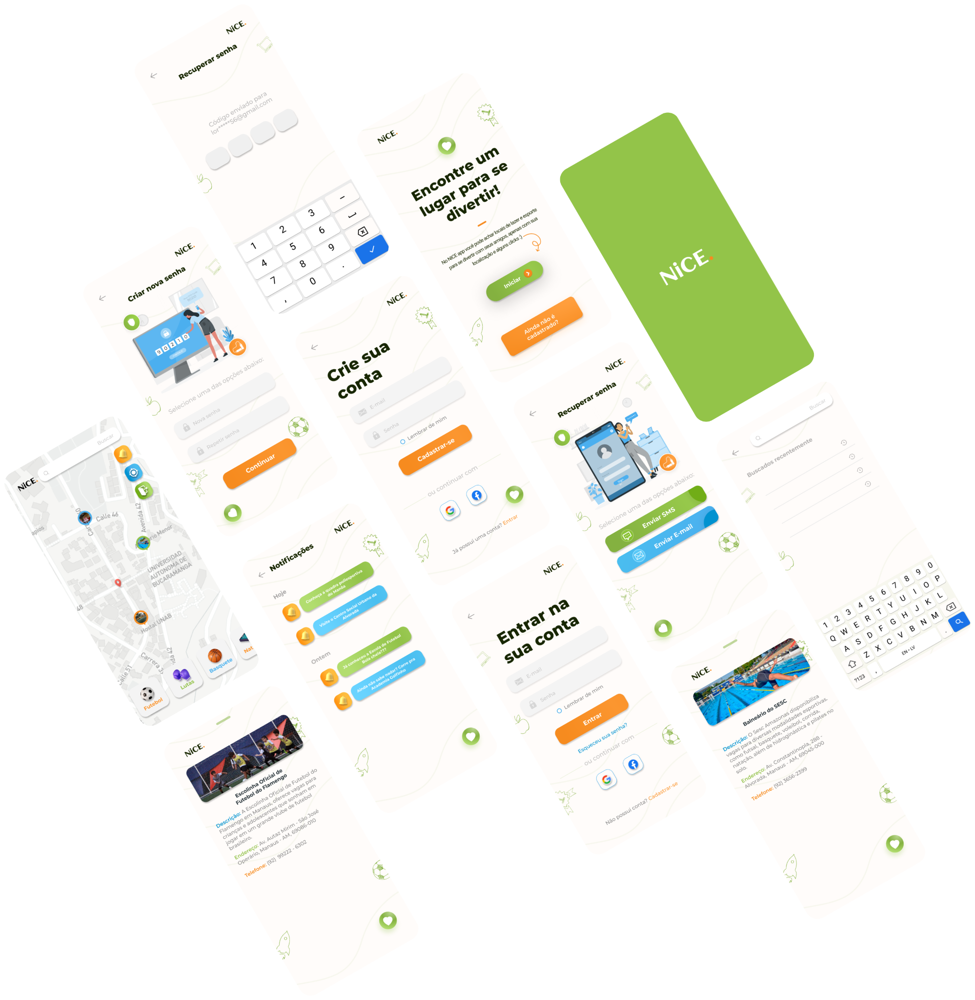 NiCE.
Recuperar senha
Código enviado para
lor*****56@gmail.com
1
2
3
–
4
5
6
7
8
9
,
0
.
NiCE.
Encontre um
lugar para se
divertir!
No NICE app você pode achar locais de lazer e esporte
para se divertir com seus amigos, apenas com sua
localização e alguns clicks :)
Iniciar
Ainda não é
cadastrado?
NiCE.
NiCE.
Criar nova senha
9 0 2 1 0
Selecione uma das opções abaixo:
Nova senha
Repetir senha
Continuar
NiCE.
Crie sua
conta
E-mail
Senha
Lembrar de mim
Cadastrar-se
ou continuar com
Já possui uma conta? Entrar
NiCE.
Recuperar senha
Selecione uma das opções abaixo:
Enviar SMS
Enviar E-mail
Buscar
Buscados recentemente
1 2 3 4 5 6 7 8 9 0
Q W E R T Y U I O P
A S D F G H J K L
Z X C V B N M
?123 , EN • LV .
NiCE.
Buscar
Calle 46
Avenida 42
UNIVERSIDAD
AUTONOMA DE
BUCARAMANGA
48
Hostal UNAB
Carrera 3
Calle 51
Futebol
Lutas
Basquete
Nat
NiCE.
Notificações
Hoje
Conheça a quadra poliesportiva
do Manôa
Visite o Centro Social Urbano da
Alvorada
Ontem
Já conheceu a Escola de Futebol
Bola cheia???
Ainda não sabe nadar? Corre pra
Academia Golfinho
NiCE.
Entrar na
sua conta
E-mail
Senha
Lembrar de mim
Entrar
Esqueceu sua senha?
ou continuar com
Não possui conta? Cadastrar-se
NiCE.
Balneário do SESC
Descrição: O Sesc Amazonas disponibiliza
vagas para diversas modalidades esportivas.
como futsal, basquete, voleibol, corrida,
natação, além de hidroginástica e pilates no
solo.
Endereço: Av. Constantinopla, 288 -
Alvorada, Manaus - AM, 69045-000
Telefone: (92) 3656-2399
NiCE.
Escolinha Oficial de
Futebol do Flamengo
Descrição: A Escolinha Oficial de Futebol do
Flamengo em Manaus, oferece vagas para
crianças e adolescentes que sonham em
jogar em um grande vlube de futebol
brasileiro.
Endereço: Av. Autaz Mirim - São José
Operário, Manaus - AM, 69086-010
Telefone: (92) 99222 - 6302